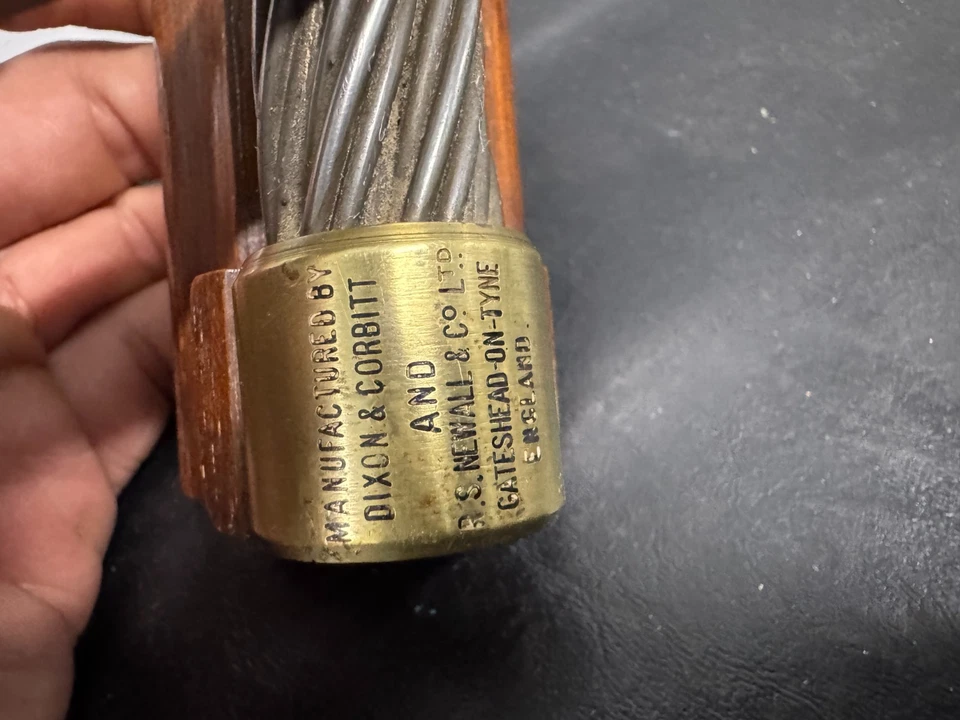 MANUFACTURED BY
DIXON & CORBITT
AND
R.S. NEWALL & Cº LTD.
GATESHEAD-ON-TYNE
ENGLAND.